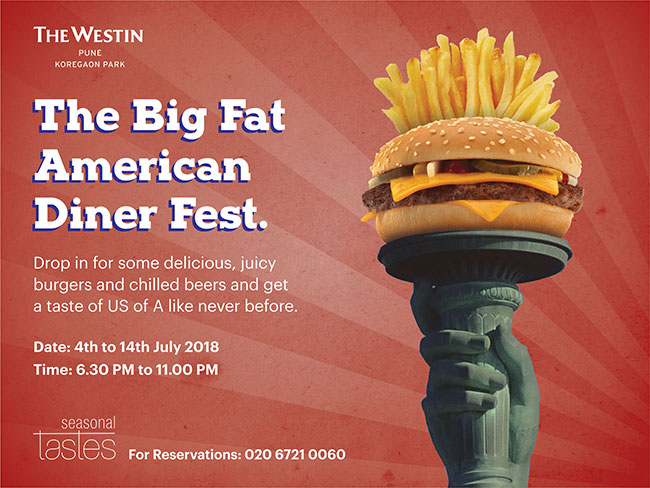 THE WESTIN
PUNE
KOREGAON PARK
The Big Fat
American
Diner Fest.
Drop in for some delicious, juicy
burgers and chilled beers and get
a taste of US of A like never before.
Date: 4th to 14th July 2018
Time: 6.30 PM to 11.00 PM
seasonal
tastes
For Reservations: 020 6721 0060